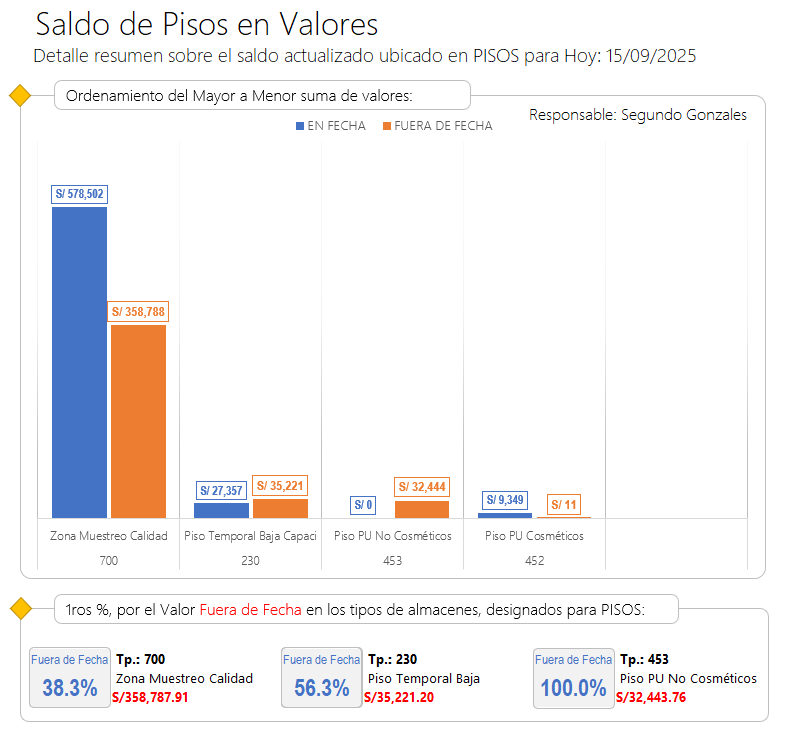 Saldo de Pisos en Valores
Detalle resumen sobre el saldo actualizado ubicado en PISOS para Hoy: 15/09/2025
Ordenamiento del Mayor a Menor suma de valores:
Responsable: Segundo Gonzales
EN FECHA FUERA DE FECHA
S/ 578,502
S/ 358,788
S/ 27,357
S/ 35,221
S/ 0
S/ 32,444
S/ 9,349
S/ 11
Zona Muestreo Calidad Piso Temporal Baja Capaci Piso PU No Cosméticos Piso PU Cosméticos
700 230 453 452
1ros %, por el Valor Fuera de Fecha en los tipos de almacenes, designados para PISOS:
Fuera de Fecha
38.3%
Tp.: 700
Zona Muestreo Calidad
S/358,787.91
Fuera de Fecha
56.3%
Tp.: 230
Piso Temporal Baja
S/35,221.20
Fuera de Fecha
100.0%
Tp.: 453
Piso PU No Cosméticos
S/32,443.76